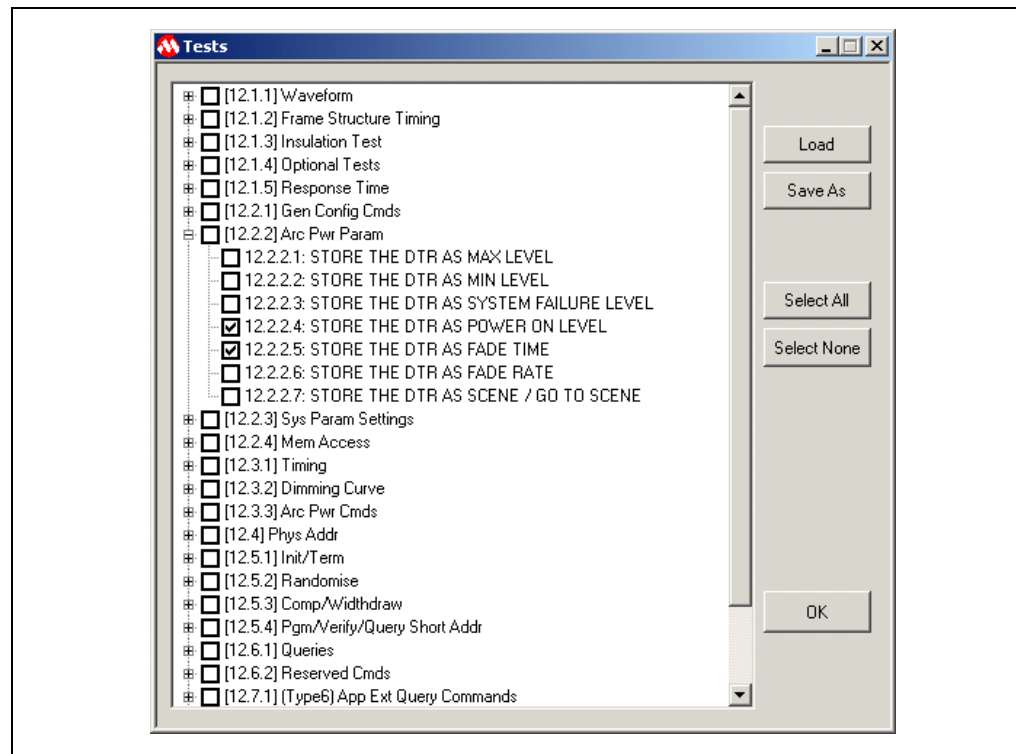 Tests
[12.1.1] Waveform
[12.1.2] Frame Structure Timing
[12.1.3] Insulation Test
[12.1.4] Optional Tests
[12.1.5] Response Time
[12.2.1] Gen Config Cmds
[12.2.2] Arc Pwr Param
12.2.2.1: STORE THE DTR AS MAX LEVEL
12.2.2.2: STORE THE DTR AS MIN LEVEL
12.2.2.3: STORE THE DTR AS SYSTEM FAILURE LEVEL
12.2.2.4: STORE THE DTR AS POWER ON LEVEL
12.2.2.5: STORE THE DTR AS FADE TIME
12.2.2.6: STORE THE DTR AS FADE RATE
12.2.2.7: STORE THE DTR AS SCENE / GO TO SCENE
[12.2.3] Sys Param Settings
[12.2.4] Mem Access
[12.3.1] Timing
[12.3.2] Dimming Curve
[12.3.3] Arc Pwr Cmds
[12.4] Phys Addr
[12.5.1] Init/Term
[12.5.2] Randomise
[12.5.3] Comp/Widthdraw
[12.5.4] Pgm/Verify/Query Short Addr
[12.6.1] Queries
[12.6.2] Reserved Cmds
[12.7.1] (Type6) App Ext Query Commands
Load
Save As
Select All
Select None
OK